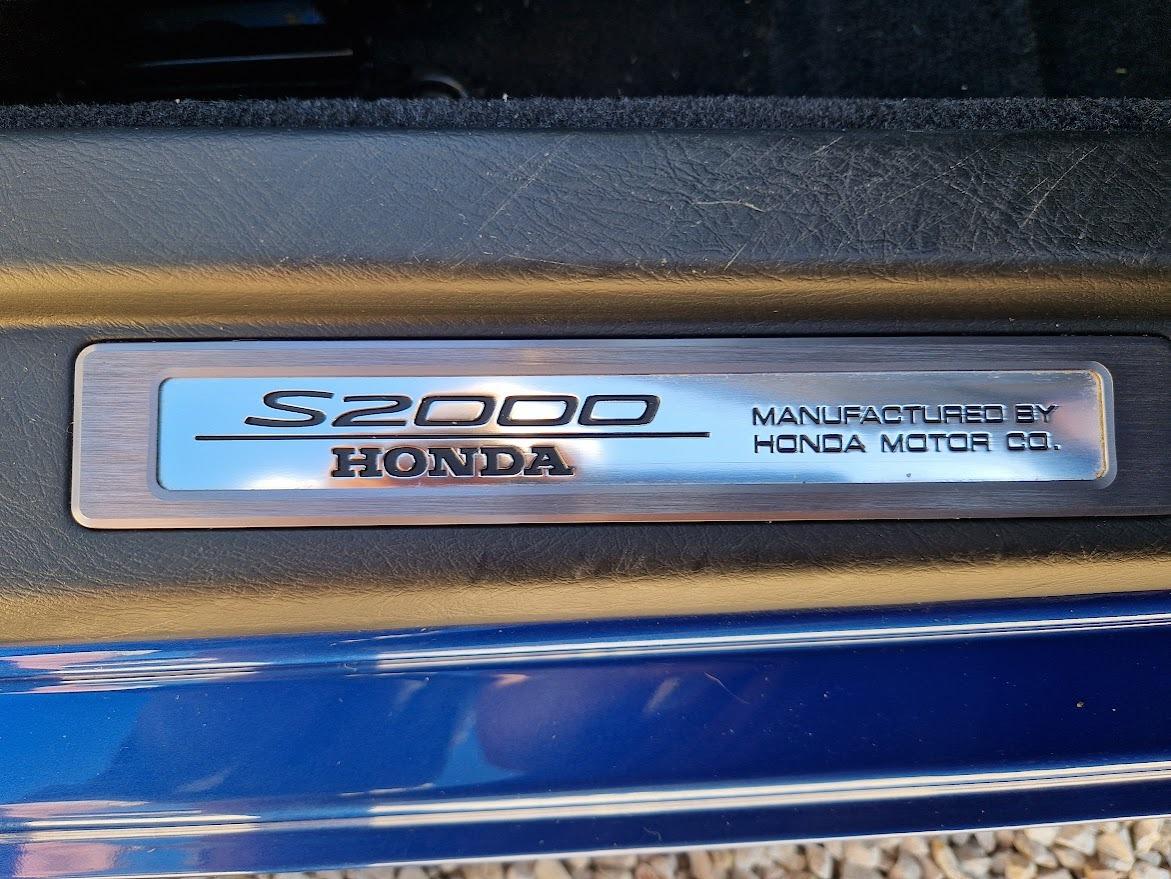 S2000
HONDA
MANUFACTURED BY
HONDA MOTOR CO.